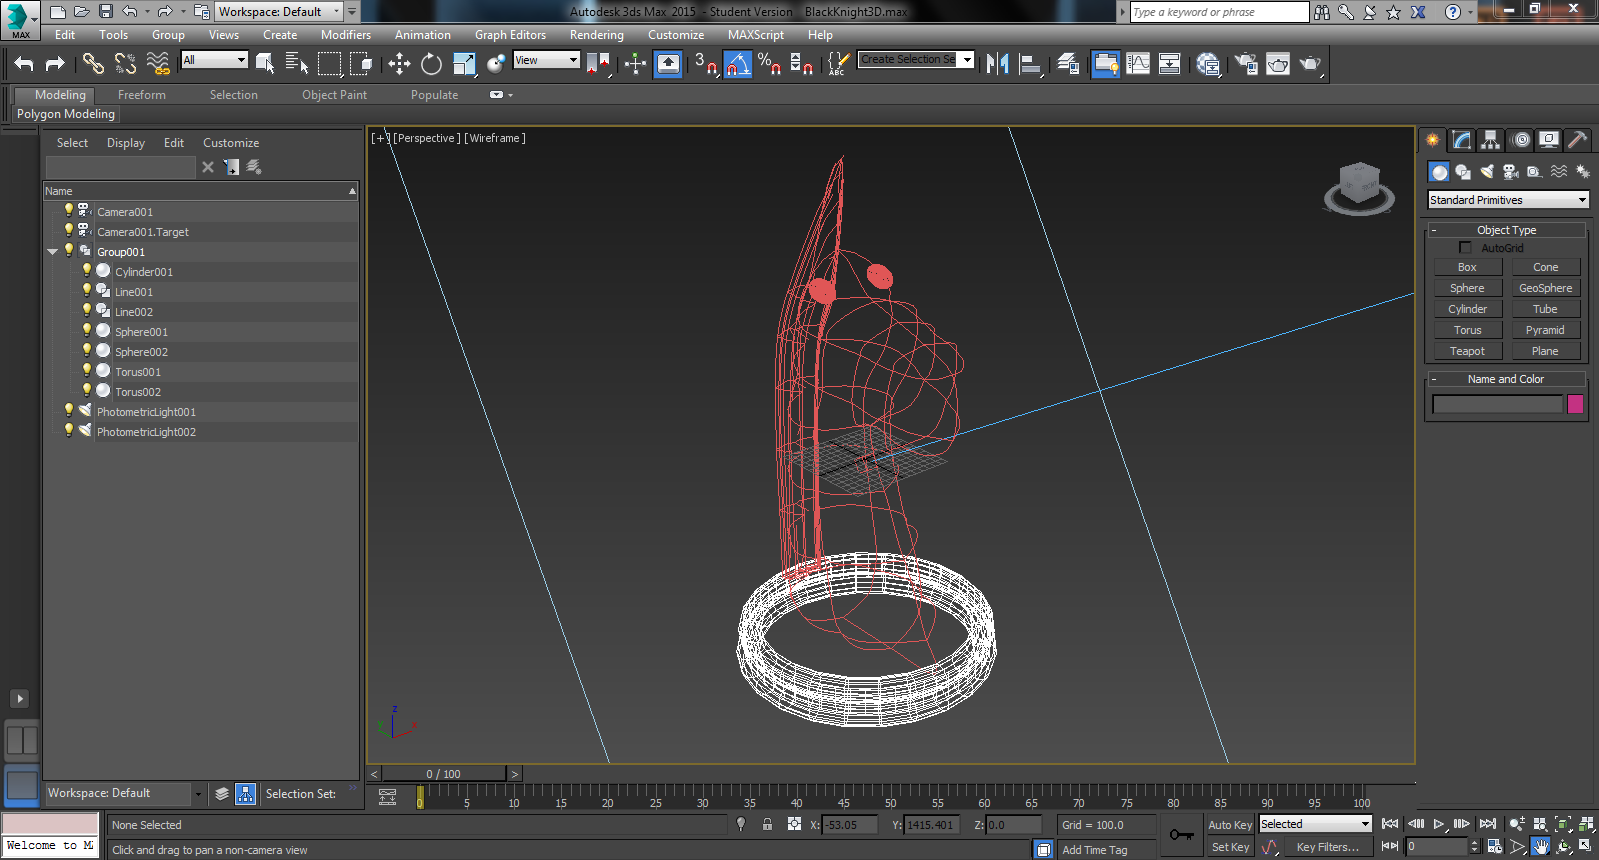 Workspace: Default
Autodesk 3ds Max 2015 - Student Version BlackKnight3D.max
Type a keyword or phrase
MAX
Edit Tools Group Views Create Modifiers Animation Graph Editors Rendering Customize MAXScript Help
All
View
3
%
ABC
Create Selection Se
Modeling Freeform Selection Object Paint Populate
Polygon Modeling
Select Display Edit Customize
Name
Camera001
Camera001.Target
Group001
Cylinder001
Line001
Line002
Sphere001
Sphere002
Torus001
Torus002
PhotometricLight001
PhotometricLight002
[+] [Perspective ] [Wireframe ]
z
x
Standard Primitives
- Object Type
AutoGrid
Box Cone
Sphere GeoSphere
Cylinder Tube
Torus Pyramid
Teapot Plane
- Name and Color
< 0 / 100 >
Workspace: Default
Selection Set:
0 5 10 15 20 25 30 35 40 45 50 55 60 65 70 75 80 85 90 95 100
None Selected
X: -53.05 Y: 1415.401 Z: 0.0 Grid = 100.0
Auto Key Selected
Welcome to M
Click and drag to pan a non-camera view
Add Time Tag
Set Key Key Filters... 0